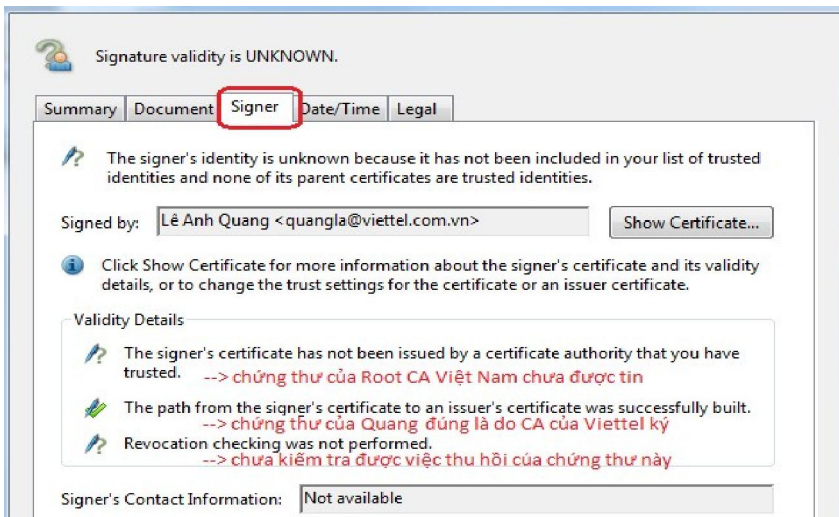 Signature validity is UNKNOWN.
Summary Document Signer Date/Time Legal
The signer's identity is unknown because it has not been included in your list of trusted
identities and none of its parent certificates are trusted identities.
Signed by: Lê Anh Quang <quangla@viettel.com.vn> Show Certificate...
Click Show Certificate for more information about the signer's certificate and its validity
details, or to change the trust settings for the certificate or an issuer certificate.
Validity Details
The signer's certificate has not been issued by a certificate authority that you have
trusted. --> chứng thư của Root CA Việt Nam chưa được tin
The path from the signer's certificate to an issuer's certificate was successfully built.
--> chứng thư của Quang đúng là do CA của Viettel ký
Revocation checking was not performed.
--> chưa kiểm tra được việc thu hồi của chứng thư này
Signer's Contact Information: Not available